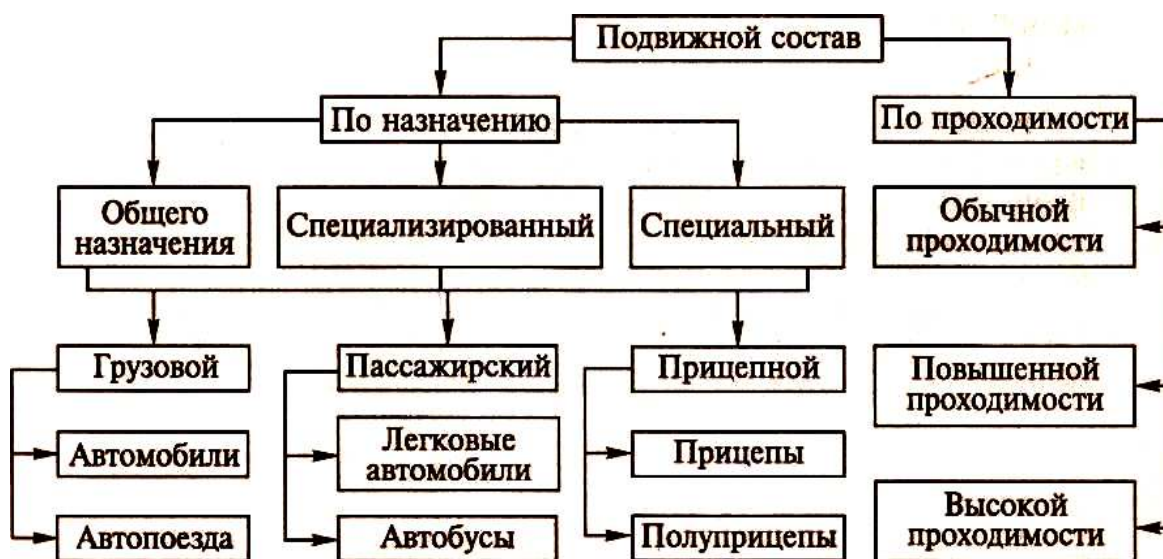 Подвижной состав
По назначению
По проходимости
Общего
назначения
Специализированный
Специальный
Обычной
проходимости
Грузовой
Пассажирский
Прицепной
Повышенной
проходимости
Автомобили
Легковые
автомобили
Прицепы
Автопоезда
Автобусы
Полуприцепы
Высокой
проходимости